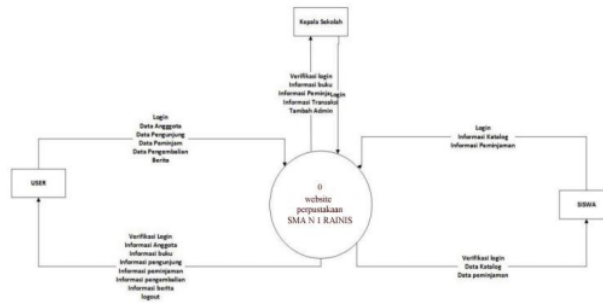 Kepala Sekolah
Verifikasi login
Informasi buku
Informasi Peminjam
Login
Informasi Transaksi
Tambah Admin
Login
Data Angggota
Data Pengunjung
Data Peminjam
Data Pengembalian
Berita
Login
Informasi Katalog
Informasi Peminjaman
USER
0
website
perpustakaan
SMA N 1 RAINIS
SISWA
Verifikasi Login
Informasi Anggota
Informasi buku
Informasi pengunjung
Informasi peminjaman
Informasi pengembalian
Informasi berita
logout
Verifikasi login
Data Katalog
Data peminjaman